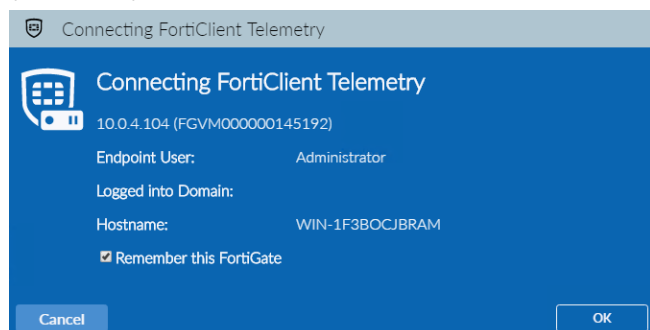 Connecting FortiClient Telemetry
Connecting FortiClient Telemetry
10.0.4.104 (FGVM000000145192)
Endpoint User: Administrator
Logged into Domain:
Hostname: WIN-1F3BOCJBRAM
Remember this FortiGate
Cancel OK